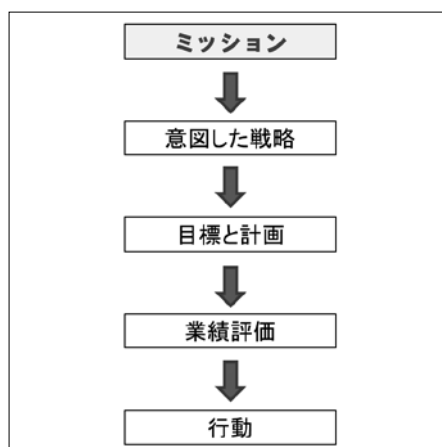 ミッション
意図した戦略
目標と計画
業績評価
行動